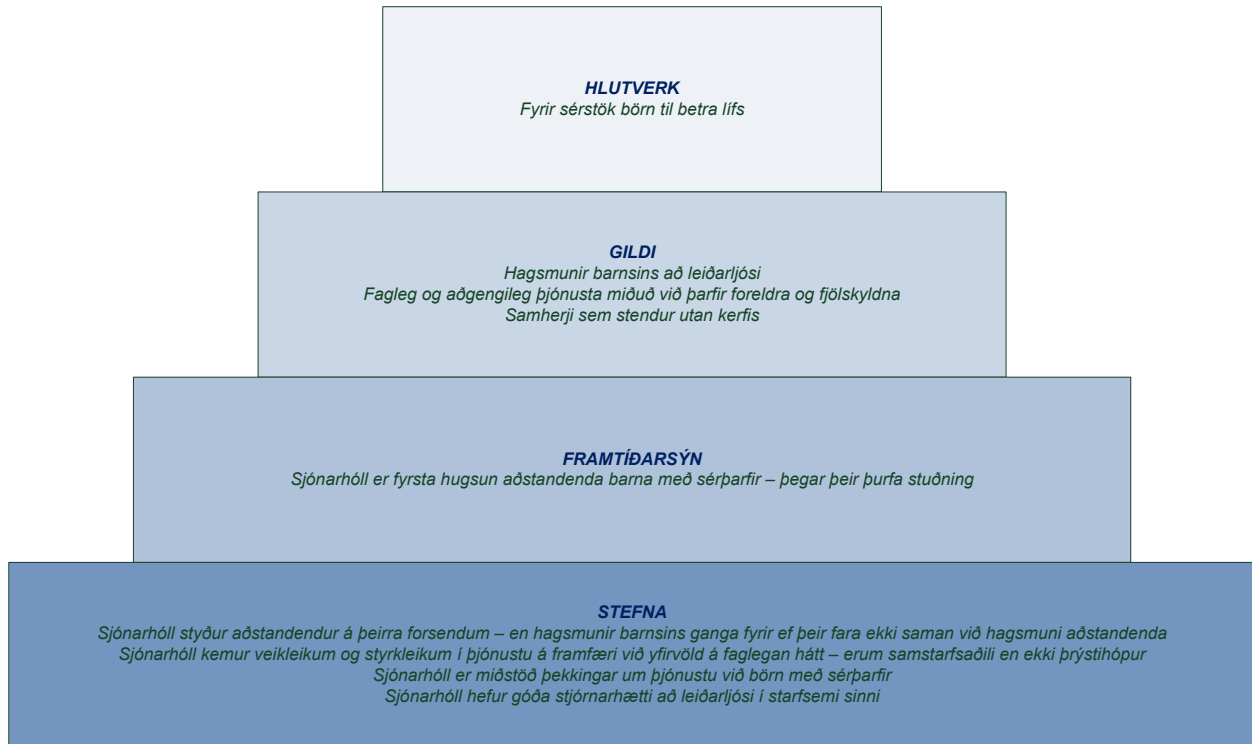 HLUTVERK
Fyrir sérstök börn til betra lífs
GILDI
Hagsmunir barnsins að leiðarljósi
Fagleg og aðgengileg þjónusta miðuð við þarfir foreldra og fjölskyldna
Samherji sem stendur utan kerfis
FRAMTÍÐARSÝN
Sjónarhóll er fyrsta hugsun aðstandenda barna með sérþarfir – þegar þeir þurfa stuðning
STEFNA
Sjónarhóll styður aðstandendur á þeirra forsendum – en hagsmunir barnsins ganga fyrir ef þeir fara ekki saman við hagsmuni aðstandenda
Sjónarhóll kemur veikleikum og styrkleikum í þjónustu á framfæri við yfirvöld á faglegan hátt – erum samstarfsaðili en ekki þrýstihópur
Sjónarhóll er miðstöð þekkingar um þjónustu við börn með sérþarfir
Sjónarhóll hefur góða stjórnarhætti að leiðarljósi í starfsemi sinni